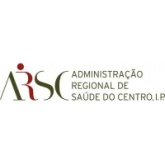 ARSC
ADMINISTRAÇÃO
REGIONAL DE
SAÚDE DO CENTRO, I.P.